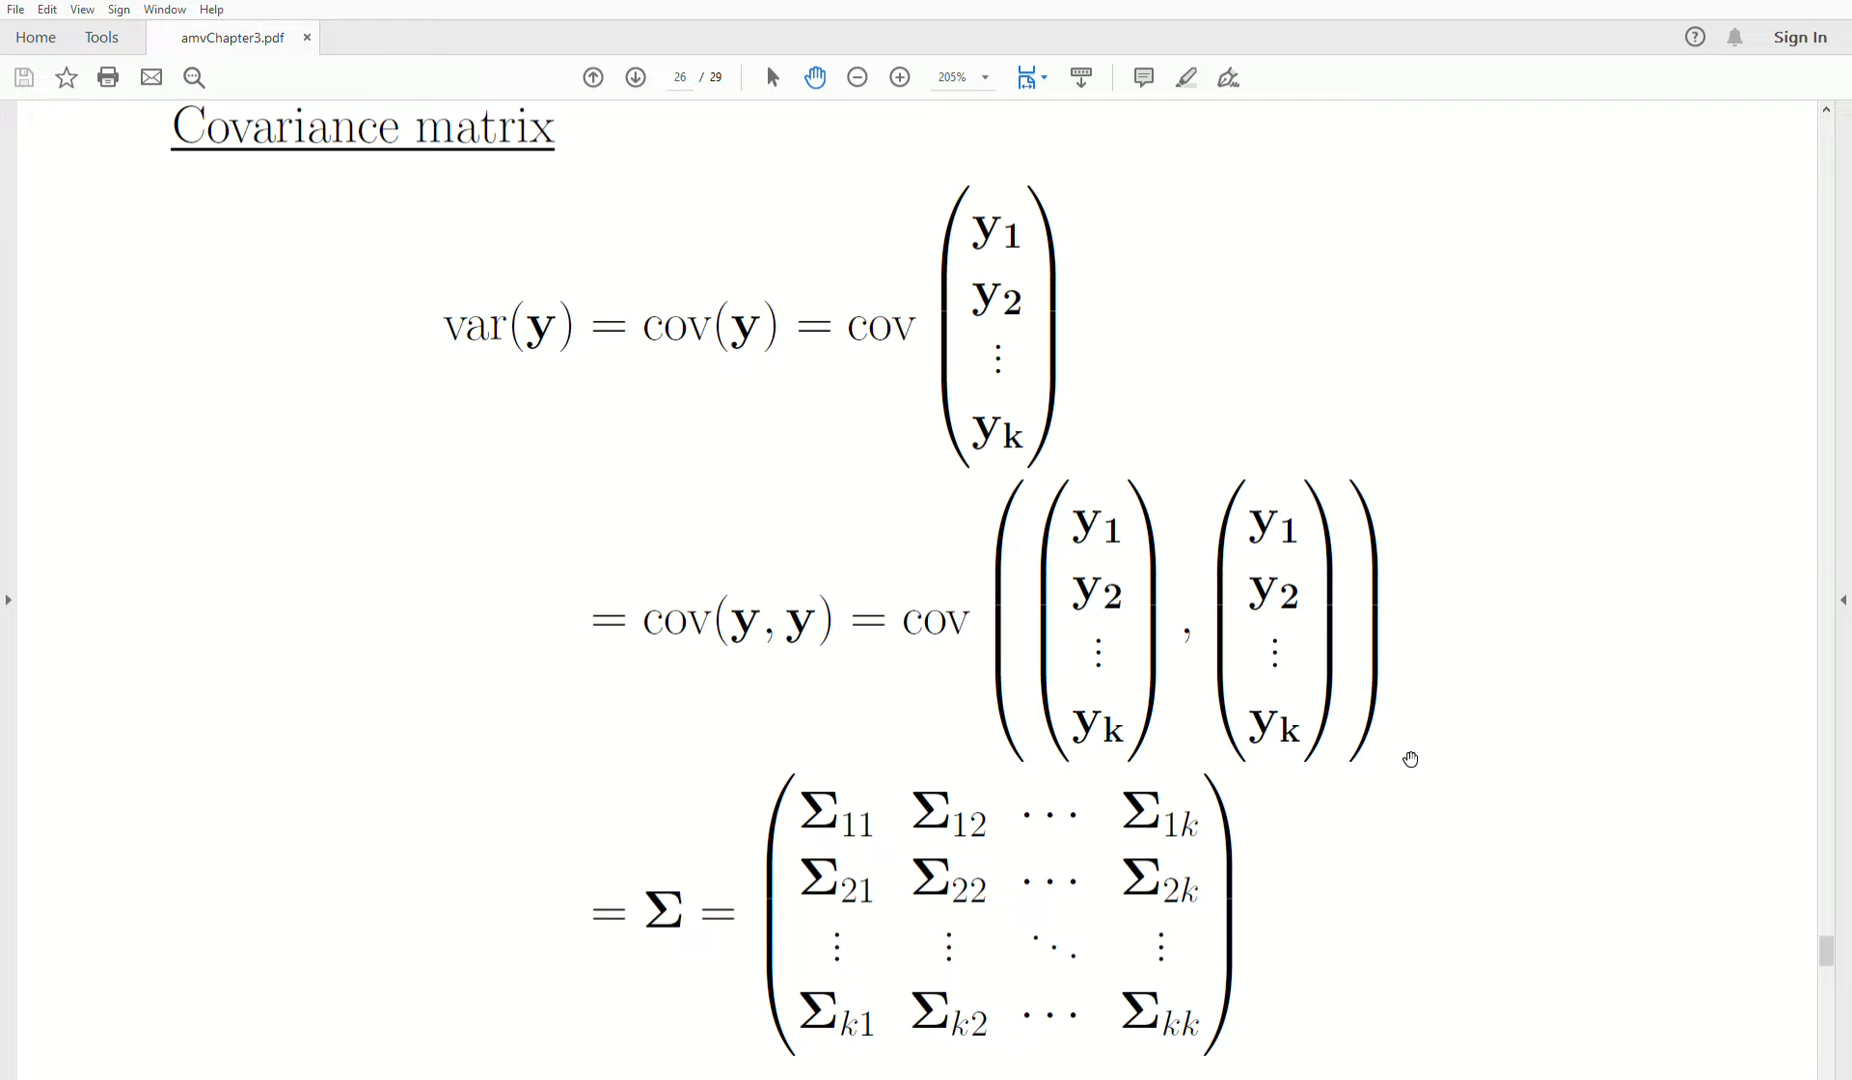 File Edit View Sign Window Help
Home Tools amvChapter3.pdf × ? Sign In
26 / 29 205%
Covariance matrix
var(y) = cov(y) = cov ( y₁ y₂ ⋮ yₖ )
= cov(y, y) = cov ( ( y₁ y₂ ⋮ yₖ ) , ( y₁ y₂ ⋮ yₖ ) )
= Σ = ( Σ₁₁ Σ₁₂ ⋯ Σ₁ₖ
Σ₂₁ Σ₂₂ ⋯ Σ₂ₖ
⋮ ⋮ ⋱ ⋮
Σₖ₁ Σₖ₂ ⋯ Σₖₖ )